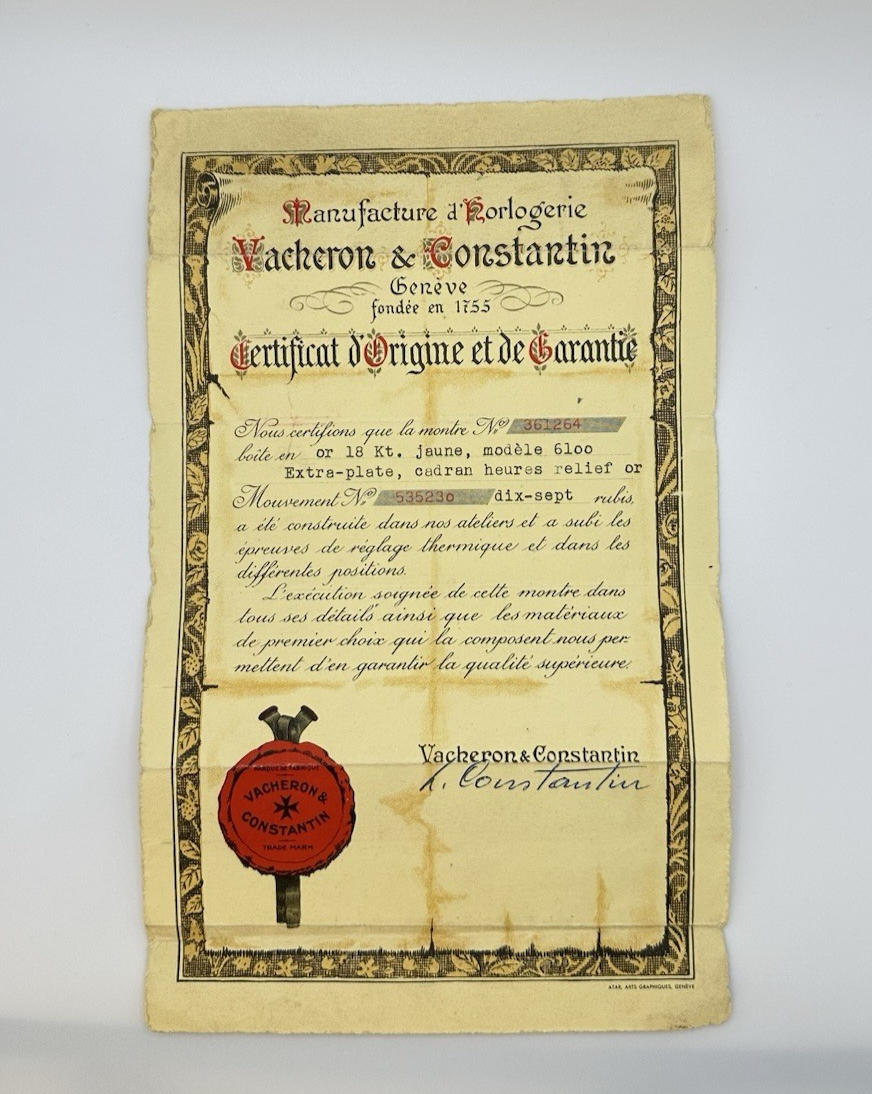 Manufacture d'Horlogerie
Vacheron & Constantin
Genève
fondée en 1755
Certificat d'Origine et de Garantie
Nous certifions que la montre No 361264
boîte en or 18 Kt. jaune, modèle 6100
Extra-plate, cadran heures relief or
Mouvement No 535230 dix-sept rubis,
a été construite dans nos ateliers et a subi les
épreuves de réglage thermique et dans les
différentes positions.
L'exécution soignée de cette montre dans
tous ses détails ainsi que les matériaux
de premier choix qui la composent nous per-
mettent d'en garantir la qualité supérieure.
Vacheron & Constantin
L. Constantin
MARQUE DE FABRIQUE
VACHERON &
CONSTANTIN
TRADE MARK
ATAR, ARTS GRAPHIQUES, GENÈVE